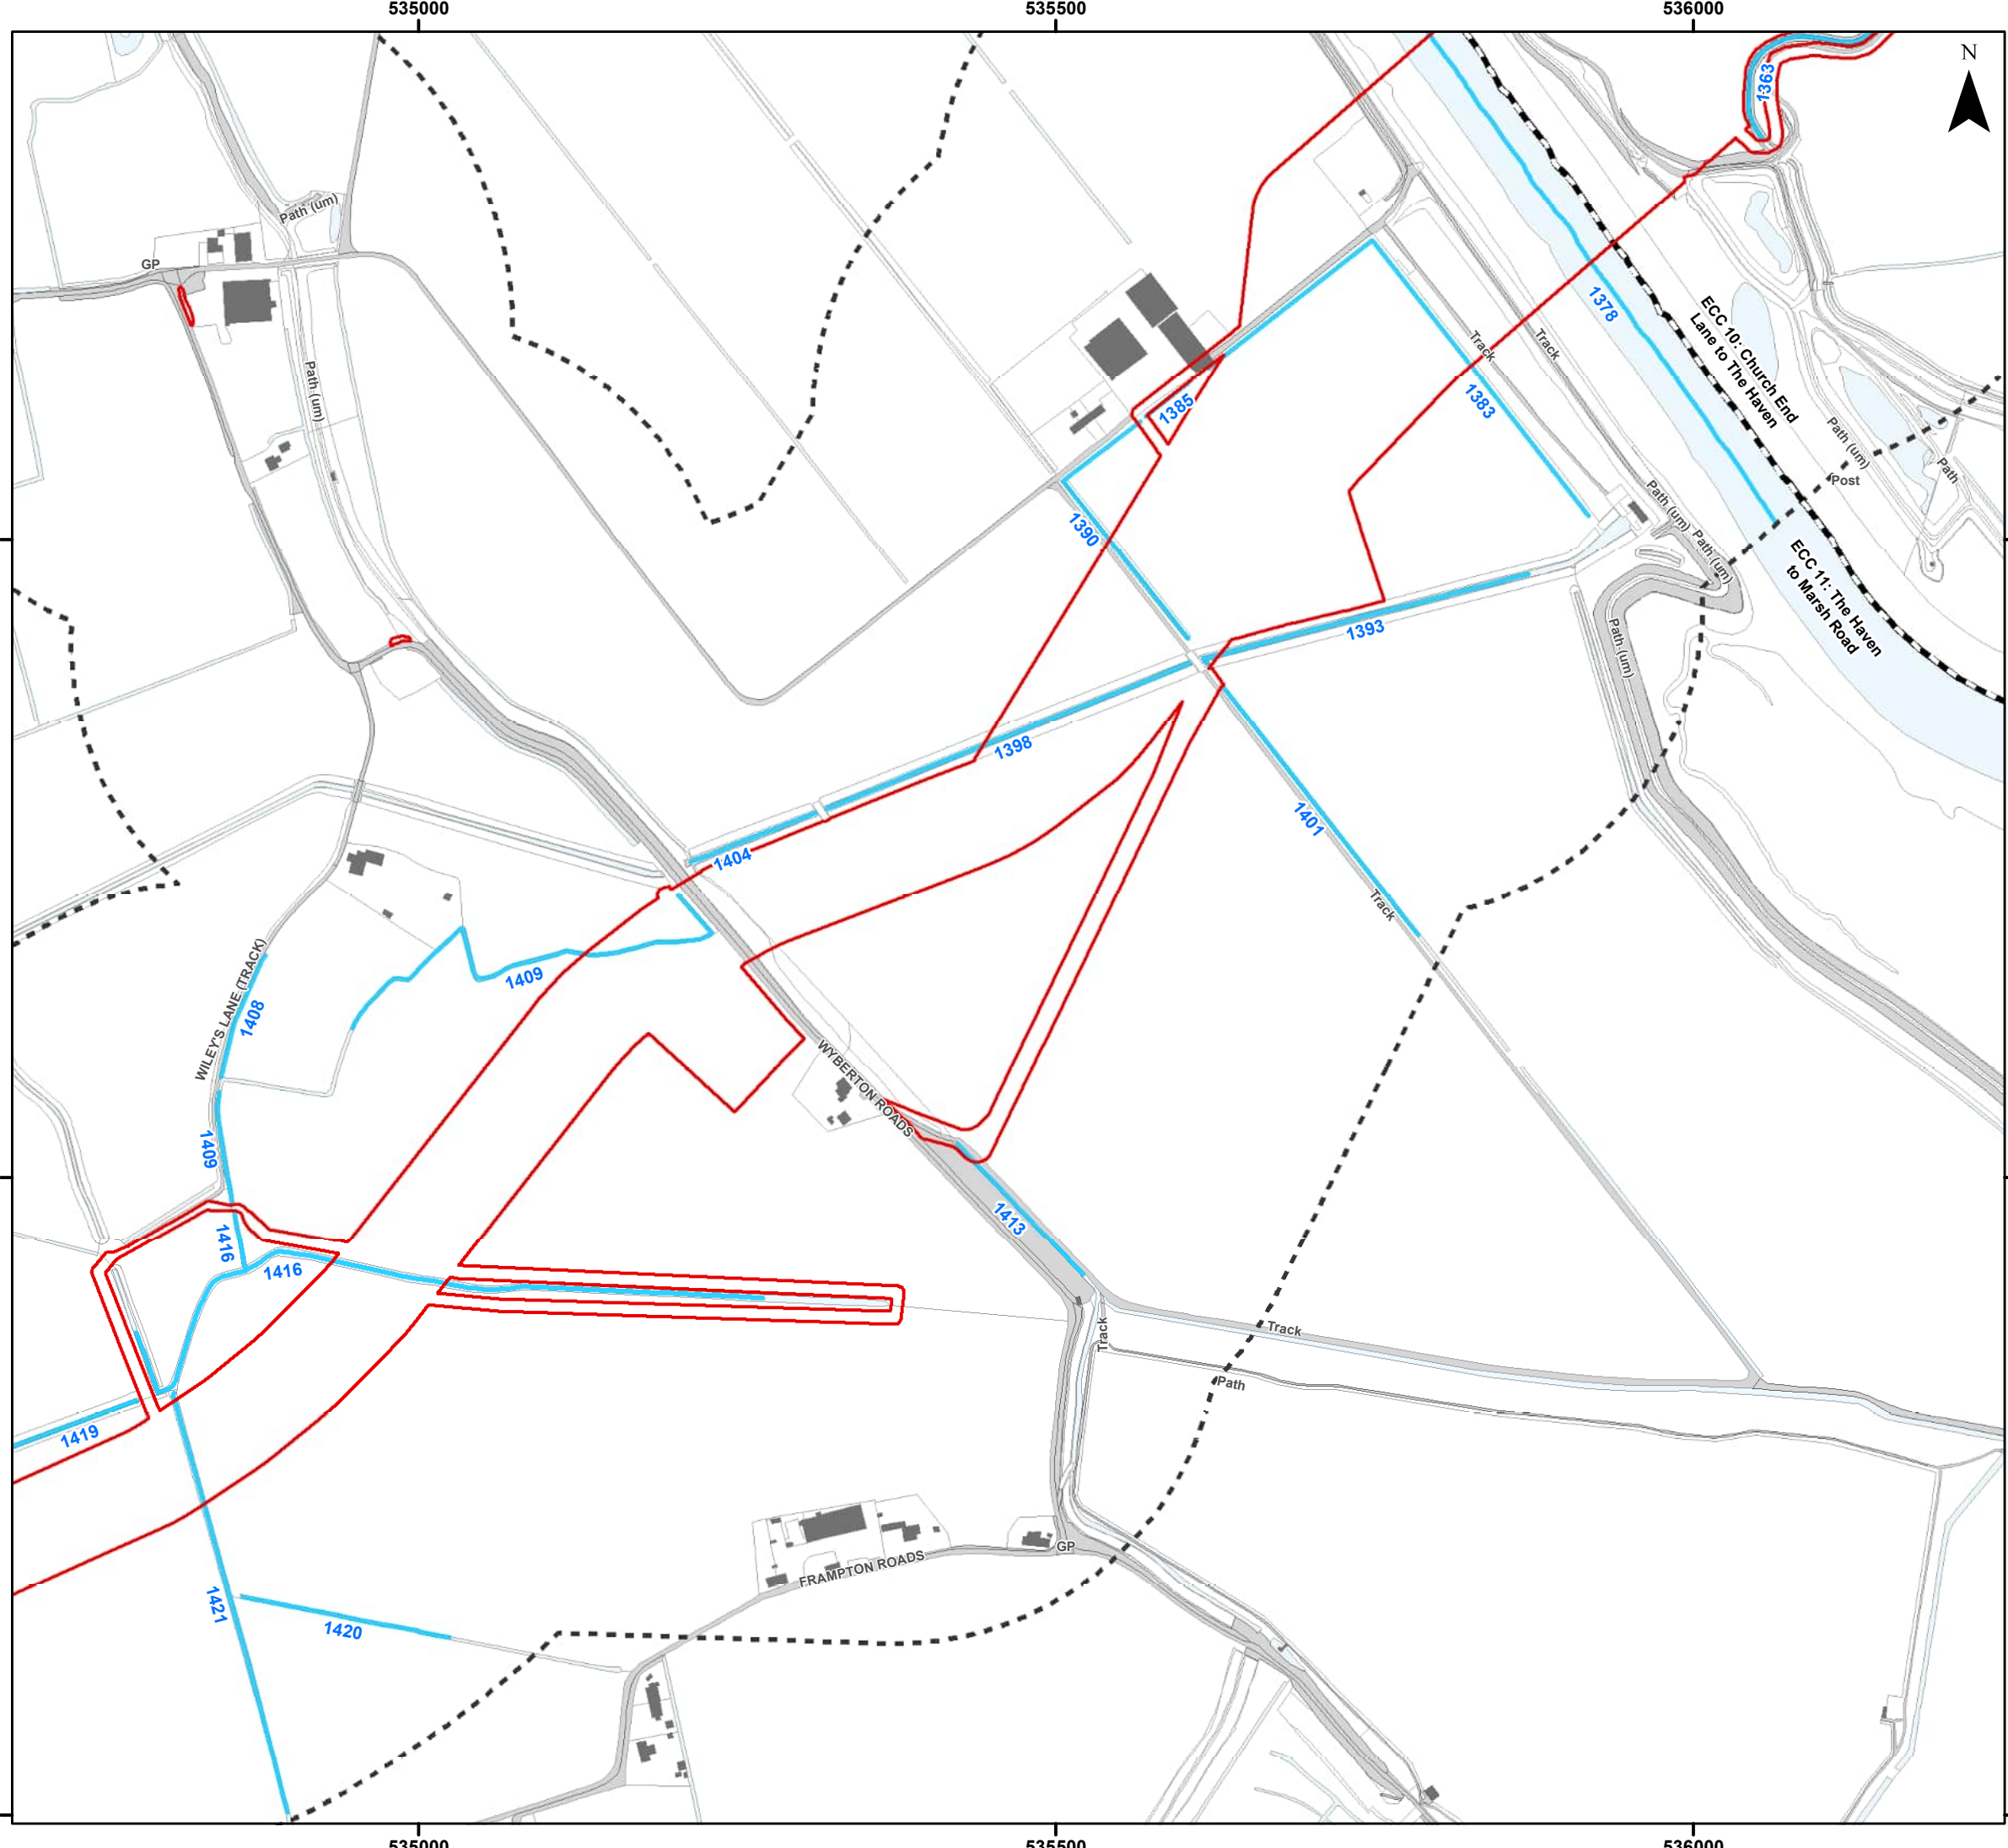 535000
535500
536000
N
1363
Path (um)
GP
1378
ECC 10: Church End
Lane to The Haven
Track
Track
Path (um)
1385
1383
Path (um)
Path
Post
Path (um)
1390
Path (um)
ECC 11: The Haven
to Marsh Road
1393
Path (um)
1398
1401
1404
Track
1409
WILEY'S LANE (TRACK)
1408
WYBERTON ROADS
1409
1413
1416
1416
Track
Track
Path
1419
GP
FRAMPTON ROADS
1421
1420
535000
535500
536000